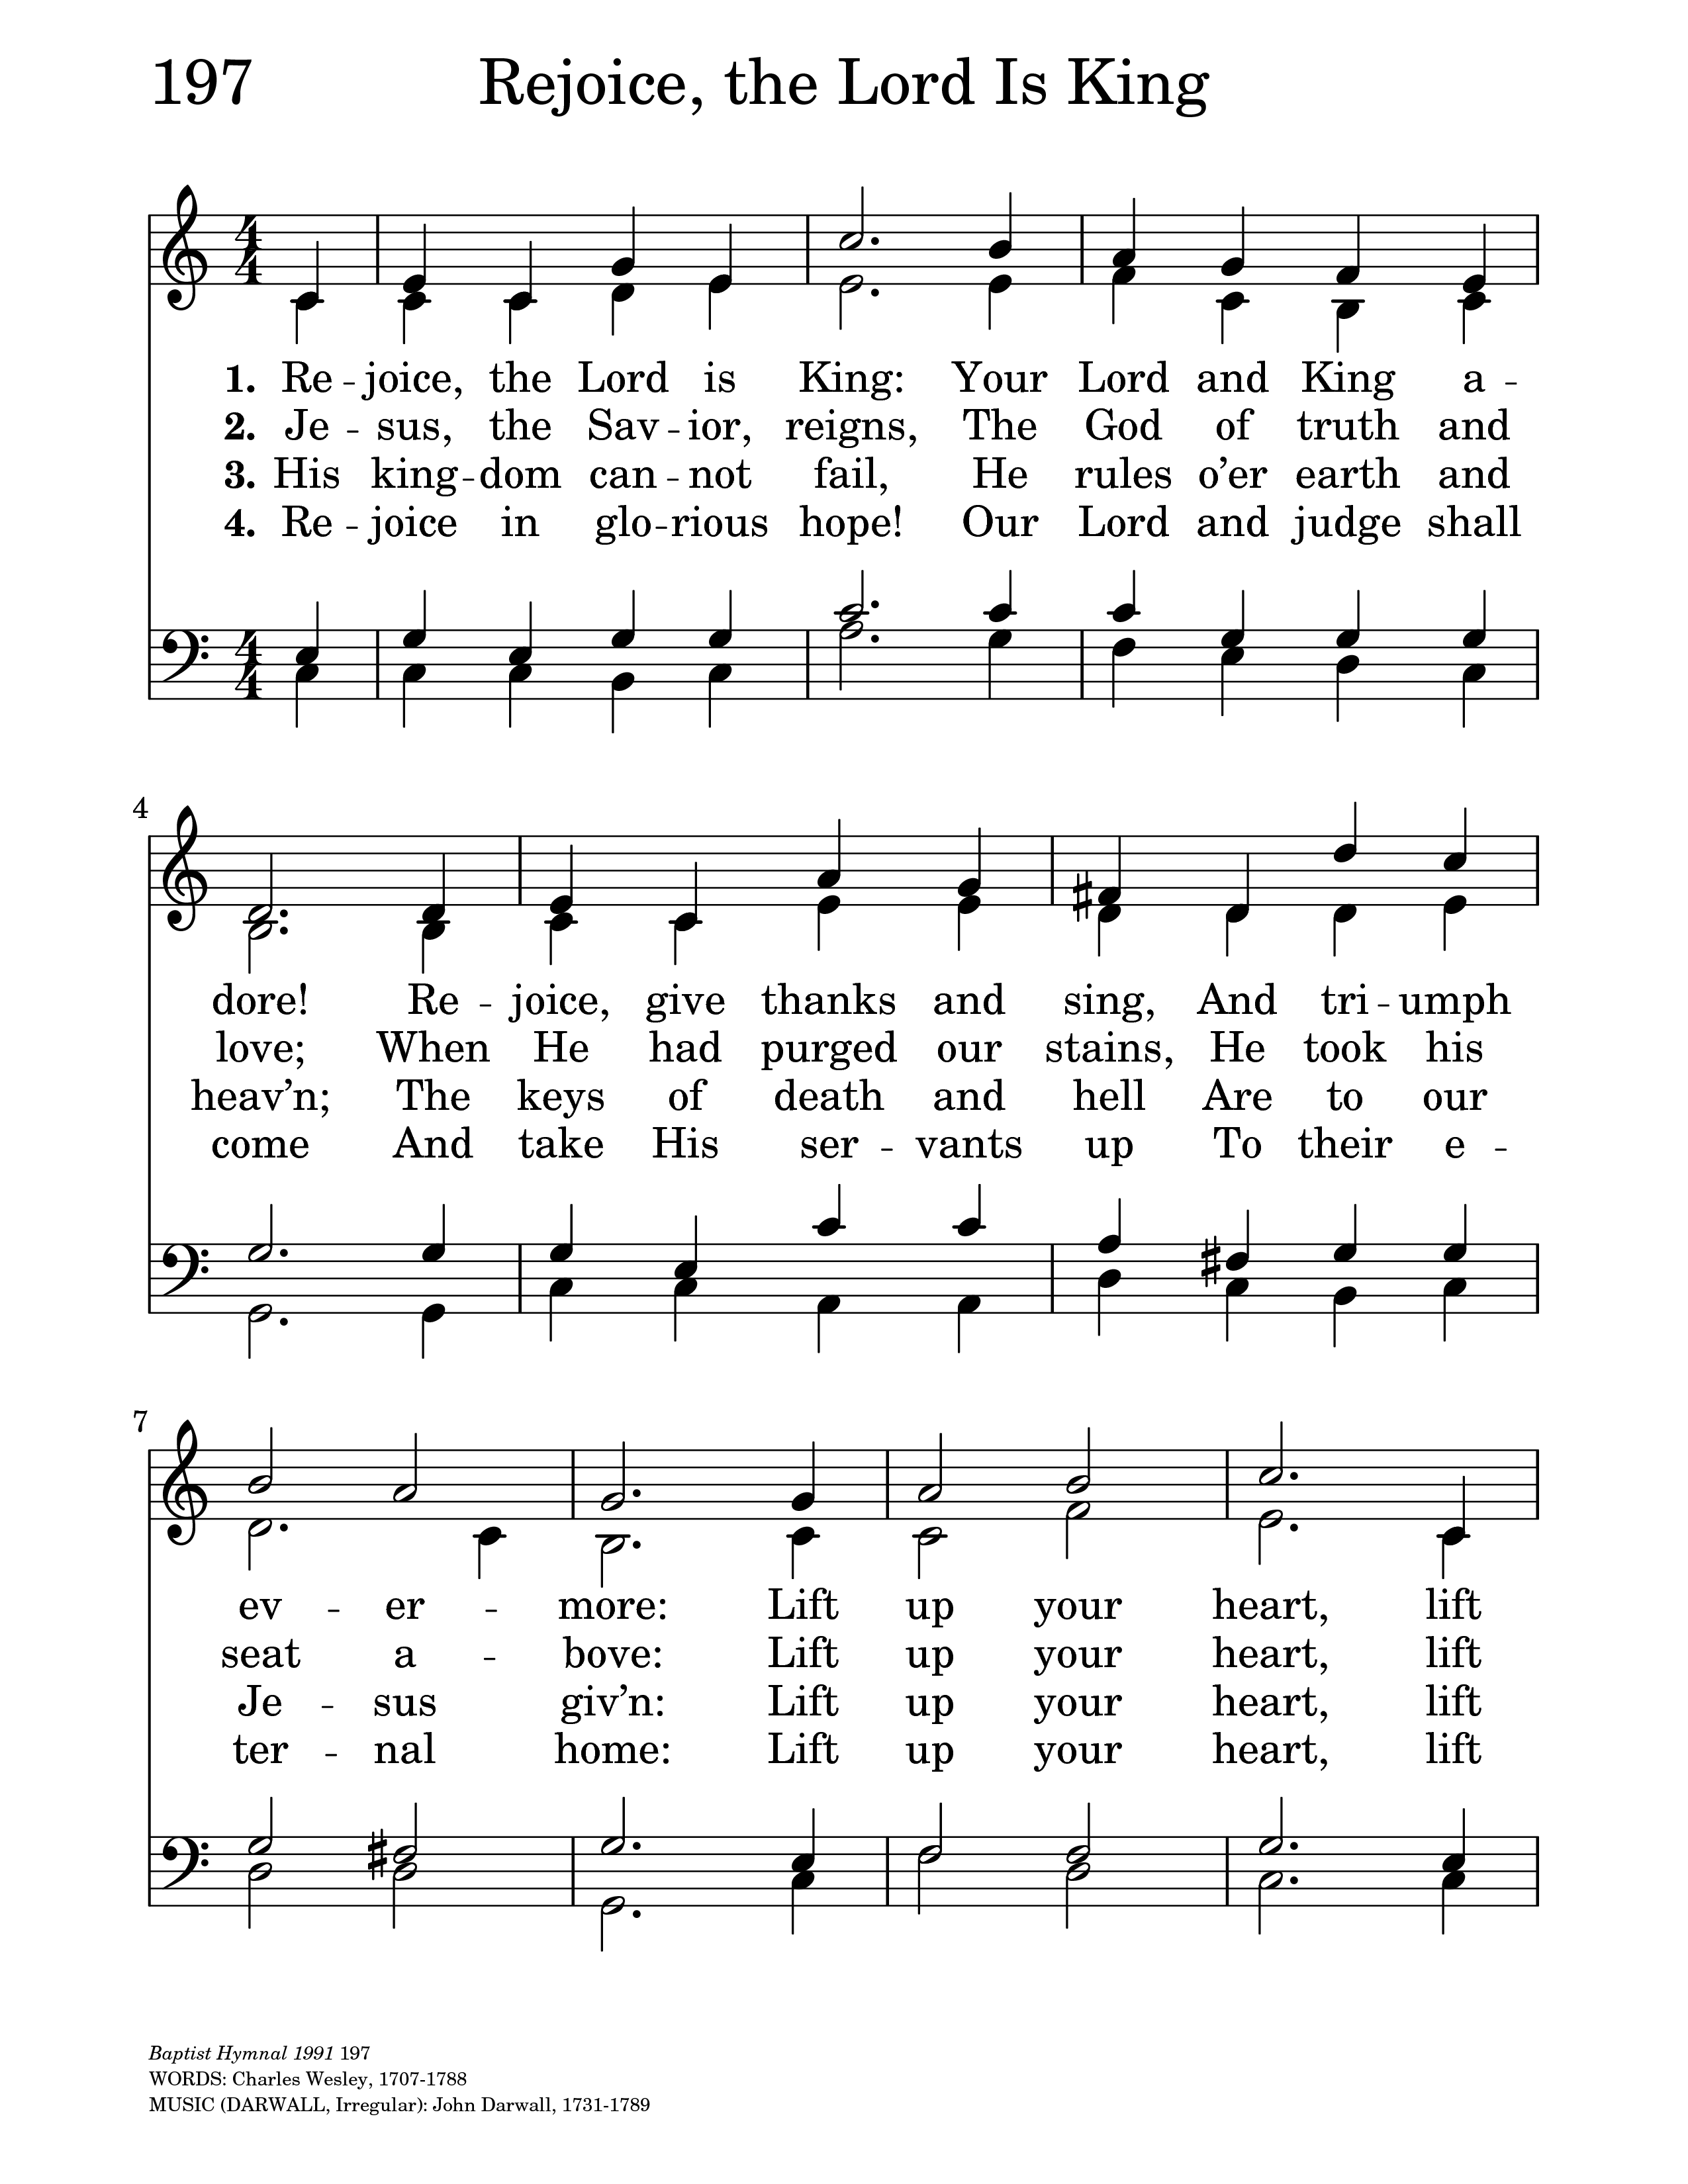 197 Rejoice, the Lord Is King
1. Re - joice, the Lord is King: Your Lord and King a -
2. Je - sus, the Sav - ior, reigns, The God of truth and
3. His king - dom can - not fail, He rules o’er earth and
4. Re - joice in glo - rious hope! Our Lord and judge shall
4
dore! Re - joice, give thanks and sing, And tri - umph
love; When He had purged our stains, He took his
heav’n; The keys of death and hell Are to our
come And take His ser - vants up To their e -
7
ev - er - more: Lift up your heart, lift
seat a - bove: Lift up your heart, lift
Je - sus giv’n: Lift up your heart, lift
ter - nal home: Lift up your heart, lift
Baptist Hymnal 1991 197
WORDS: Charles Wesley, 1707-1788
MUSIC (DARWALL, Irregular): John Darwall, 1731-1789